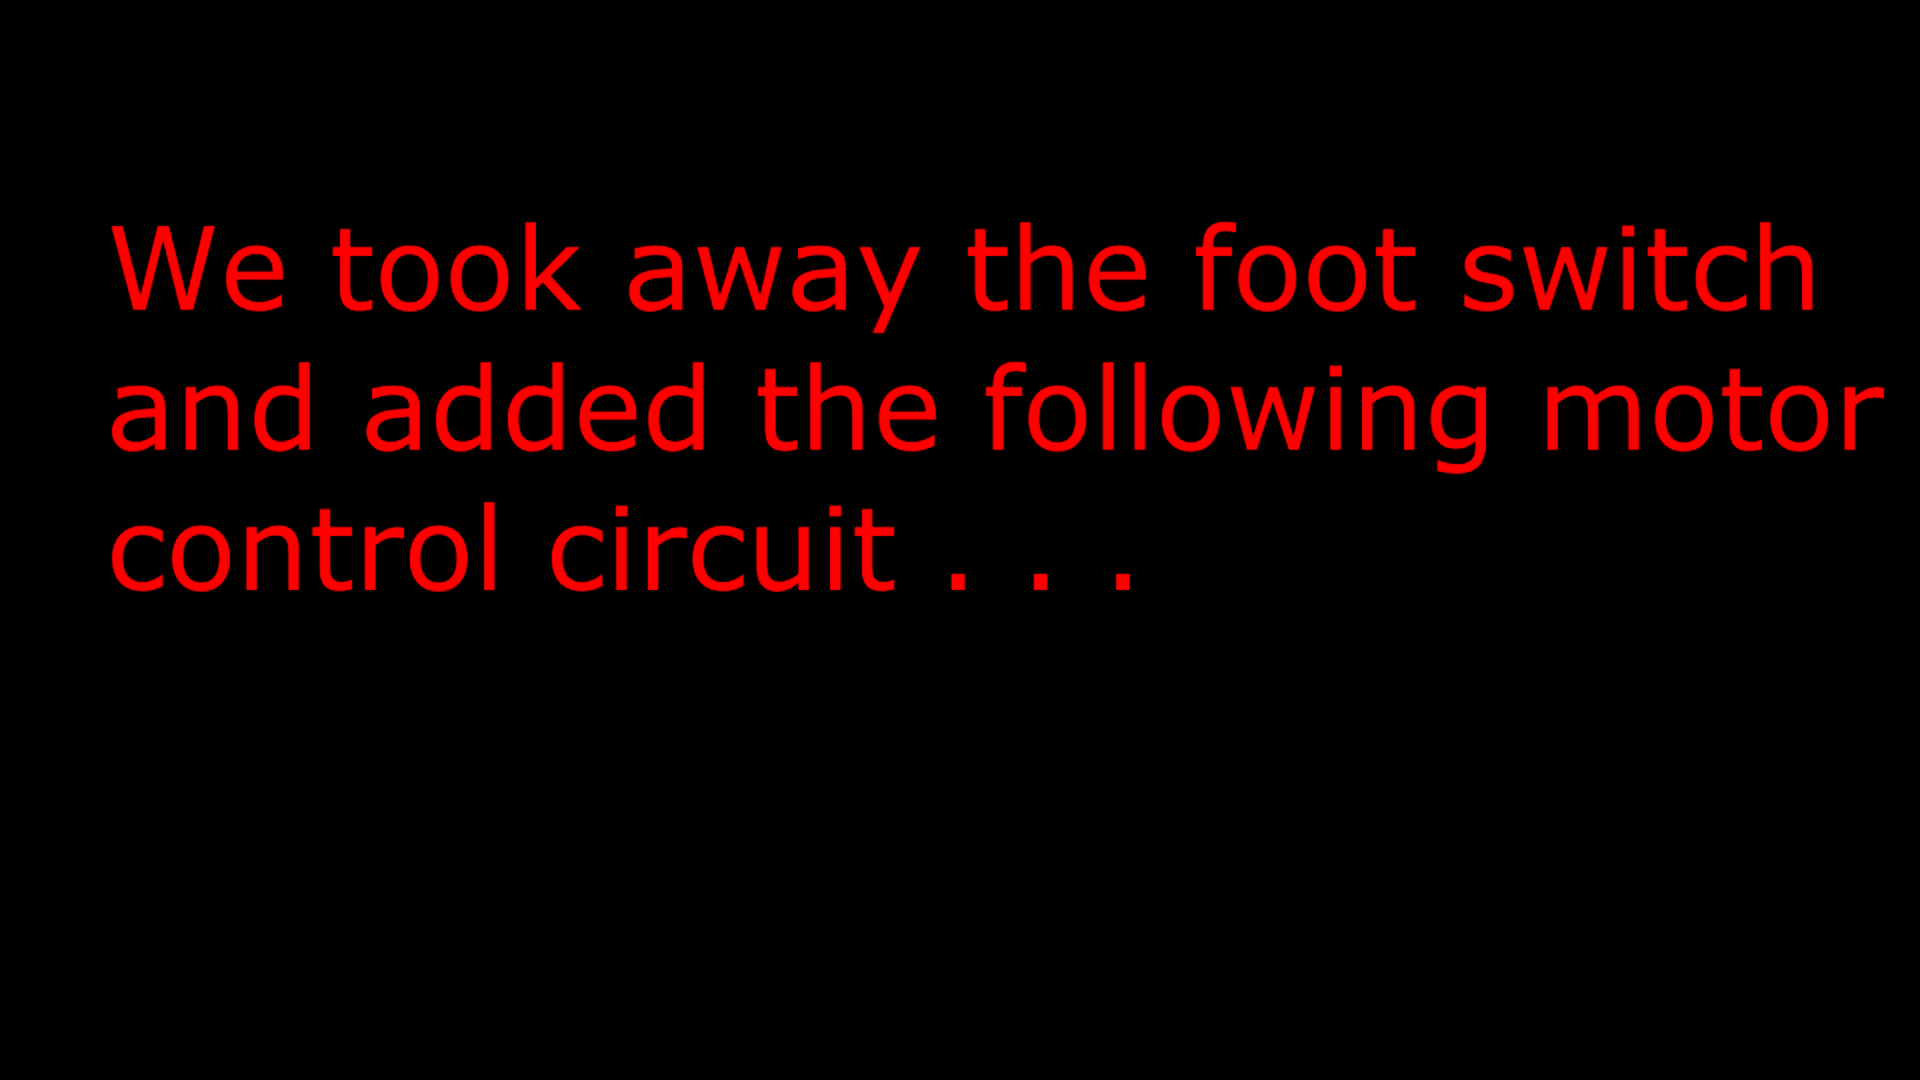 We took away the foot switch
and added the following motor
control circuit . . .